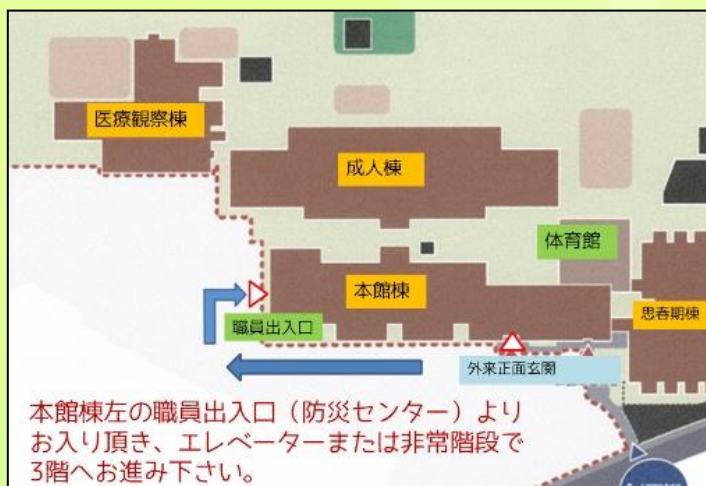 医療観察棟
成人棟
体育館
本館棟
思春期棟
職員出入口
外来正面玄関
本館棟左の職員出入口（防災センター）より
お入り頂き、エレベーターまたは非常階段で
3階へお進み下さい。